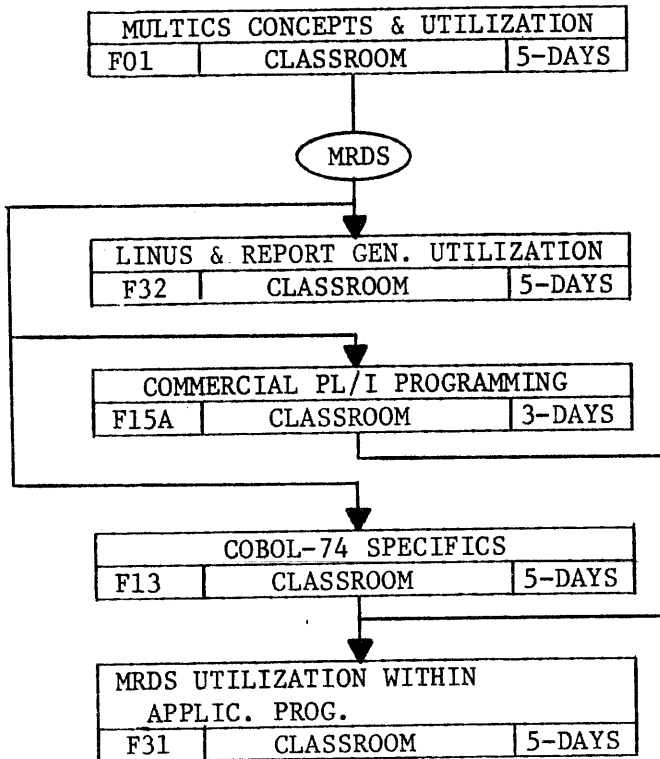 MULTICS CONCEPTS & UTILIZATION
F01 CLASSROOM 5-DAYS
MRDS
LINUS & REPORT GEN. UTILIZATION
F32 CLASSROOM 5-DAYS
COMMERCIAL PL/I PROGRAMMING
F15A CLASSROOM 3-DAYS
COBOL-74 SPECIFICS
F13 CLASSROOM 5-DAYS
MRDS UTILIZATION WITHIN
APPLIC. PROG.
F31 CLASSROOM 5-DAYS